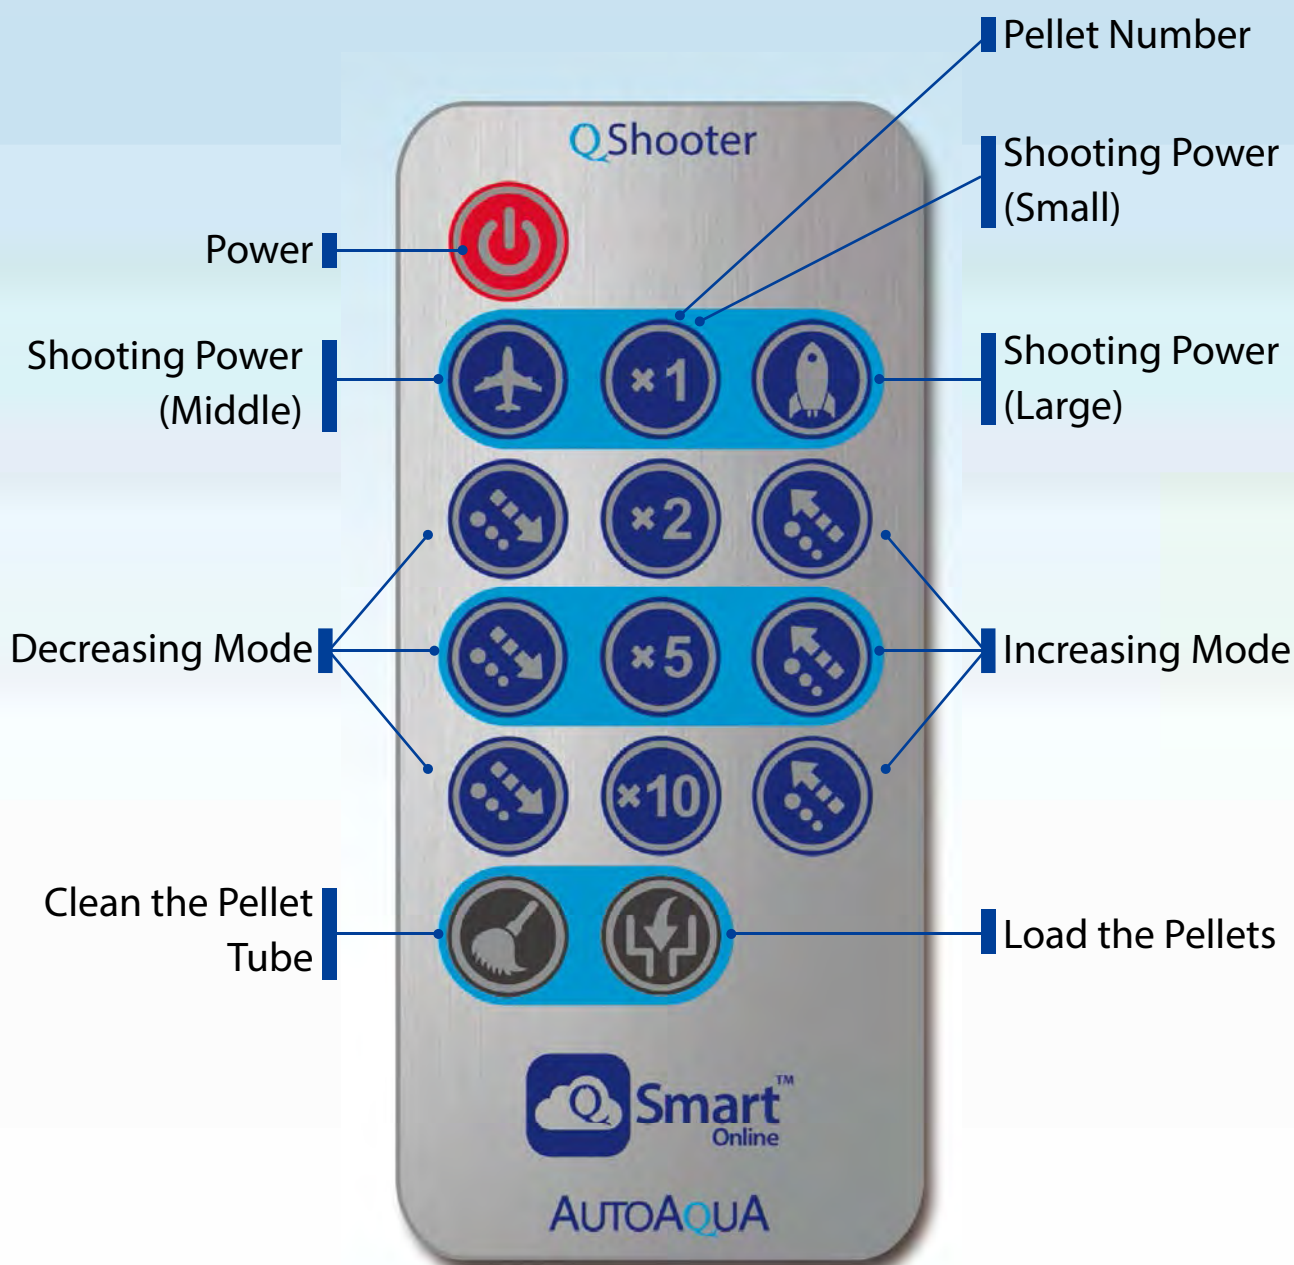 Pellet Number
QShooter
Shooting Power
(Small)
Power
Shooting Power
(Middle)
×1
Shooting Power
(Large)
×2
Decreasing Mode
×5
Increasing Mode
×10
Clean the Pellet
Tube
Load the Pellets
Q
Smart™
Online
AUTOAQUA